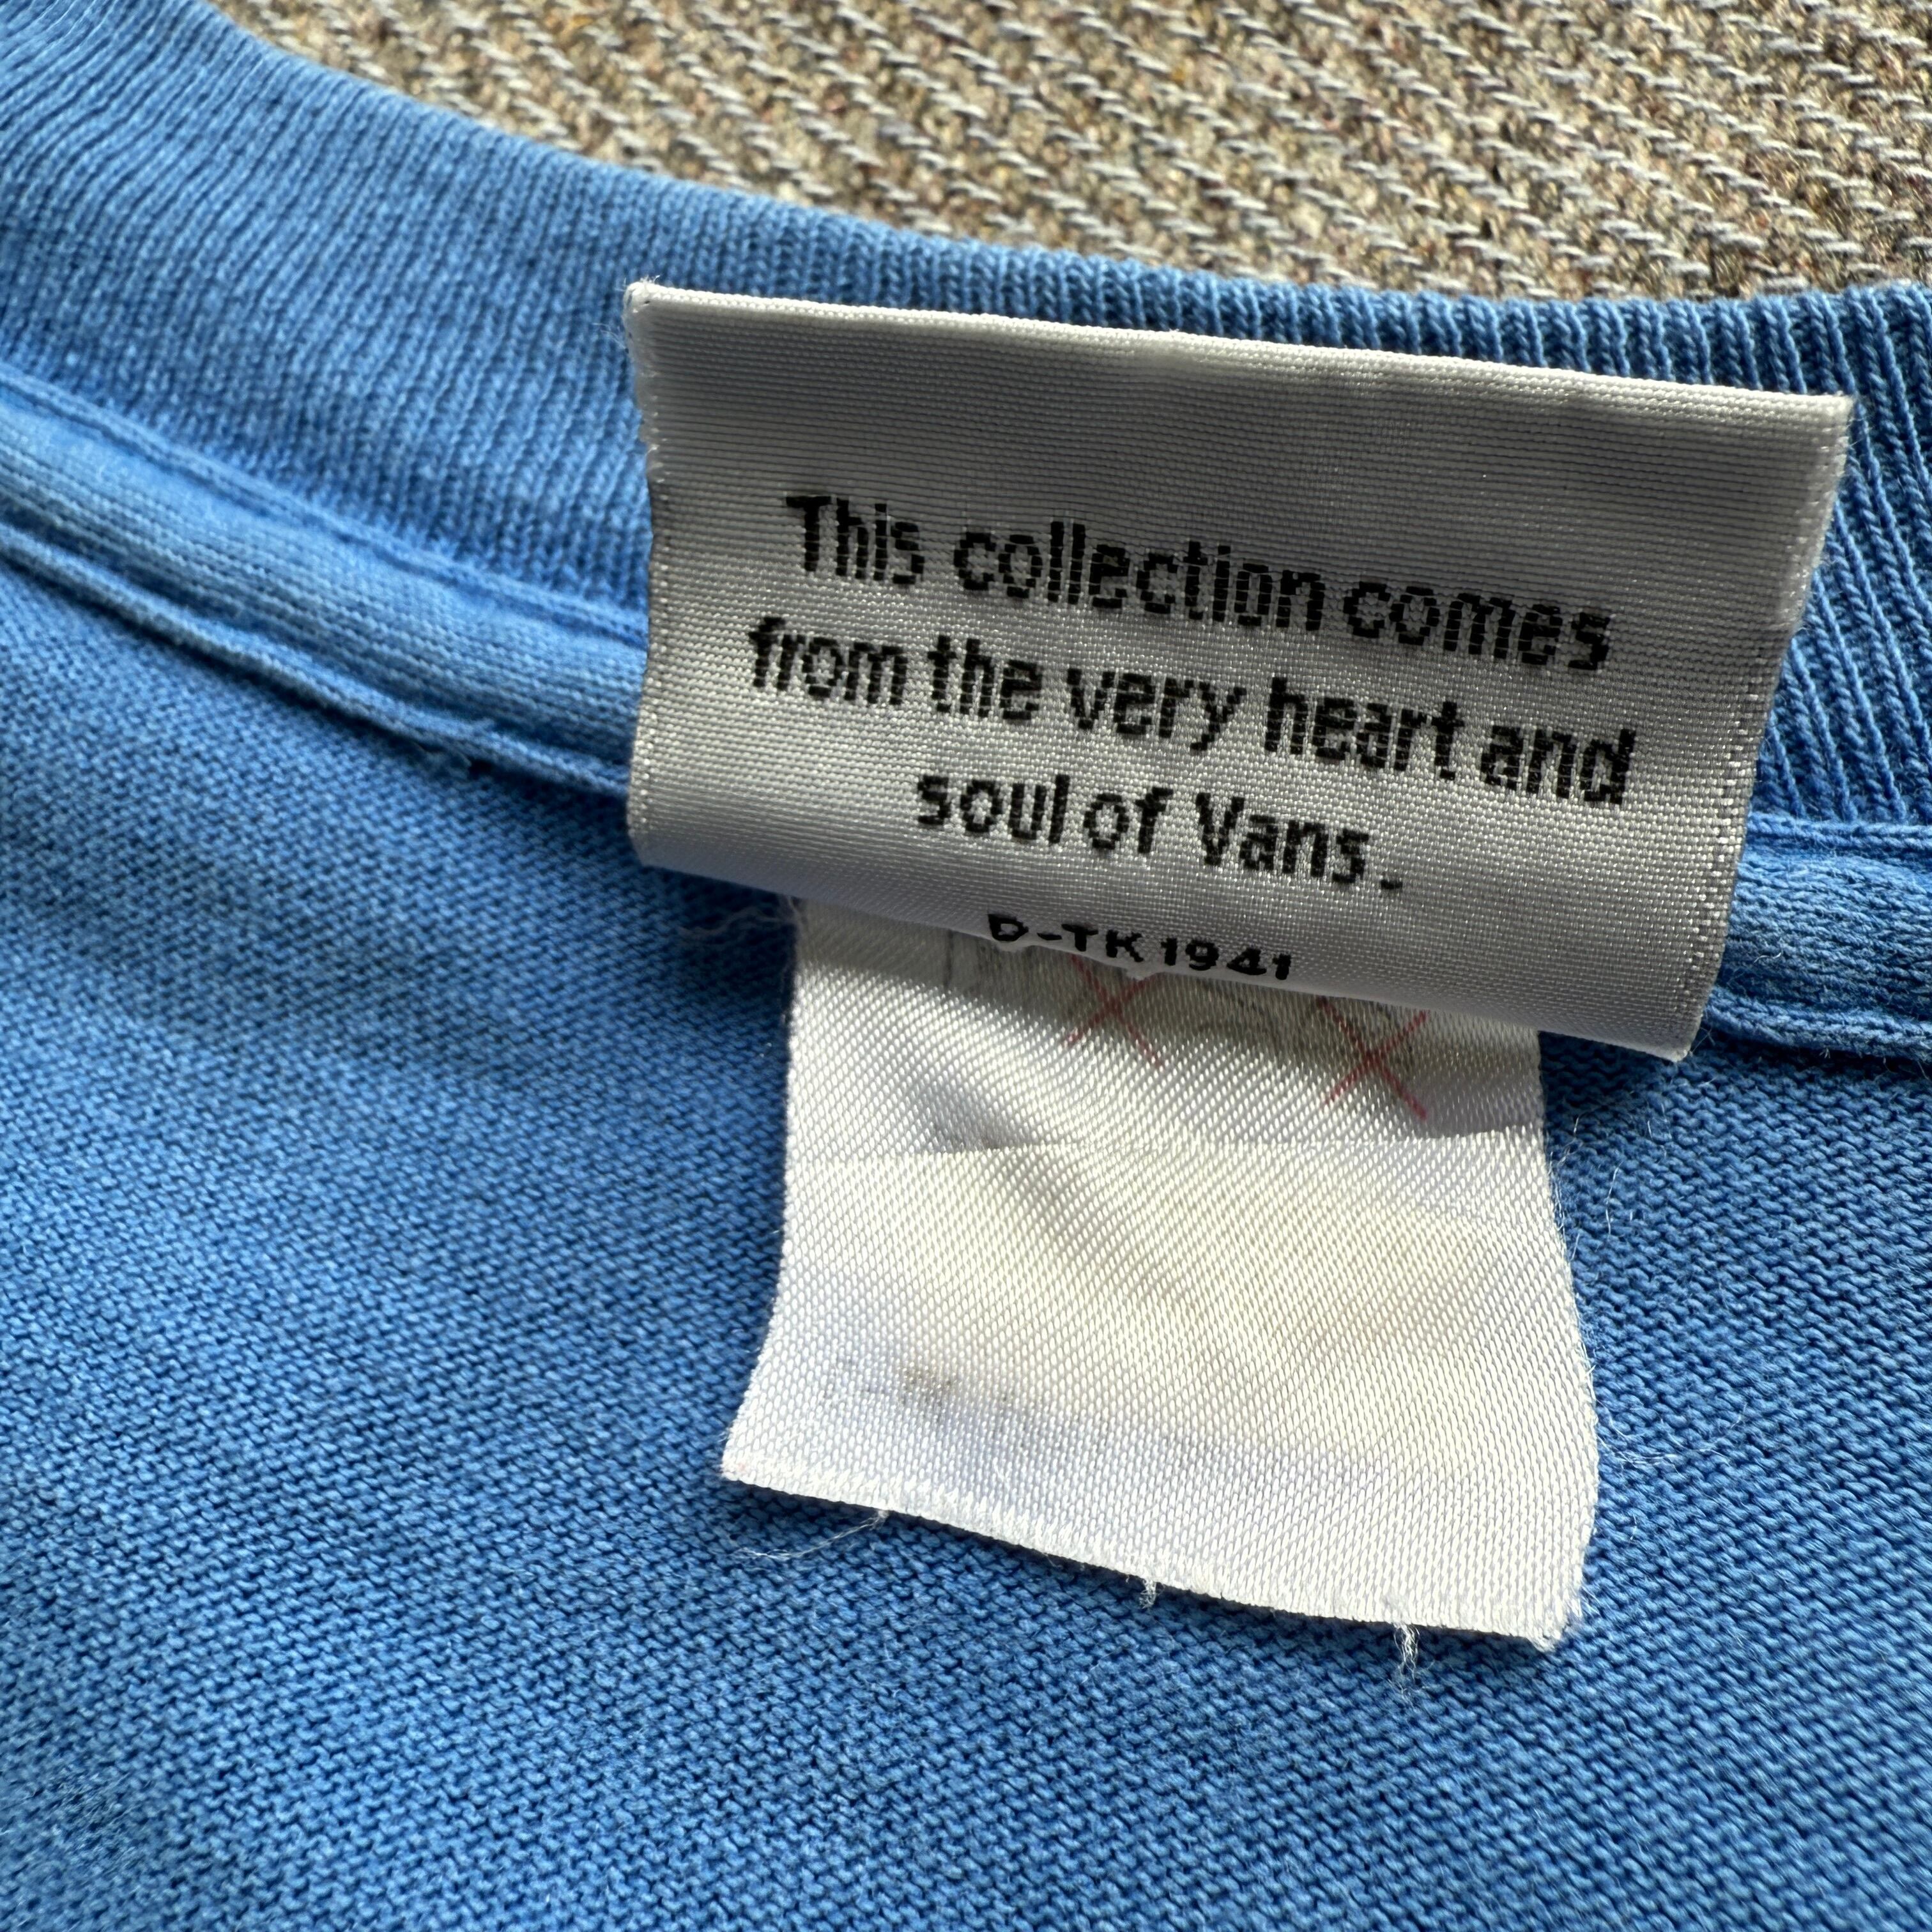 This collection comes
from the very heart and
soul of Vans.
D-TK 1941